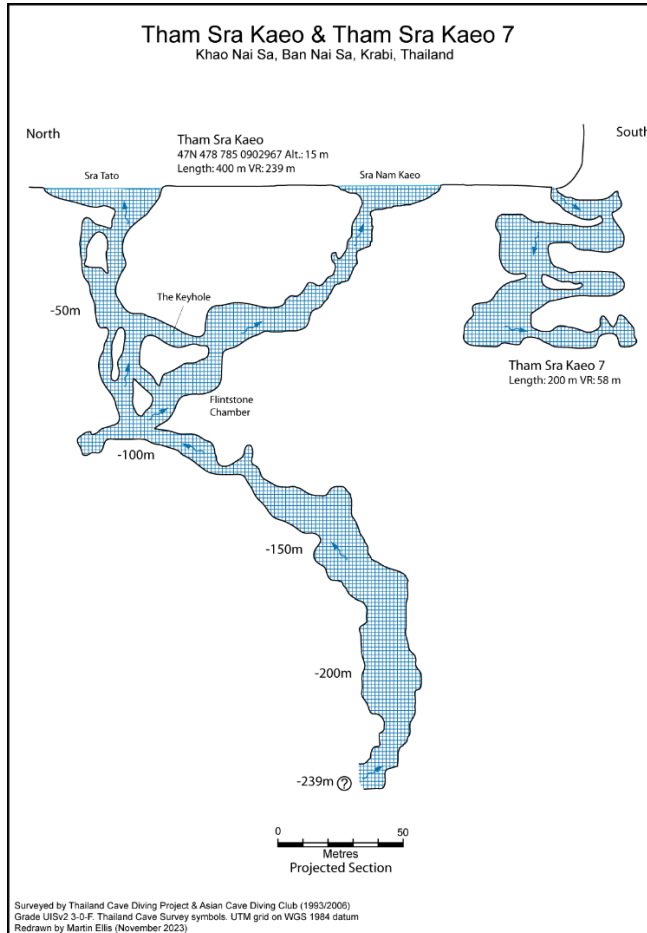 Tham Sra Kaeo & Tham Sra Kaeo 7
Khao Nai Sa, Ban Nai Sa, Krabi, Thailand
North
South
Tham Sra Kaeo
47N 478 785 0902967 Alt.: 15 m
Length: 400 m VR: 239 m
Sra Tato
Sra Nam Kaeo
The Keyhole
-50m
Tham Sra Kaeo 7
Length: 200 m VR: 58 m
Flintstone
Chamber
-100m
-150m
-200m
-239m ?
0 50
Metres
Projected Section
Surveyed by Thailand Cave Diving Project & Asian Cave Diving Club (1993/2006)
Grade UISv2 3-0-F. Thailand Cave Survey symbols. UTM grid on WGS 1984 datum
Redrawn by Martin Ellis (November 2023)